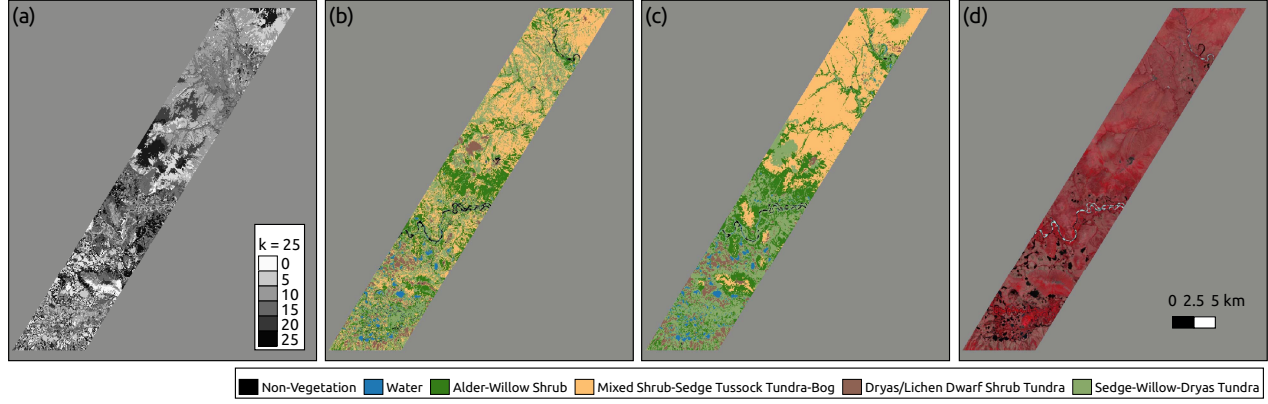 (a)
(b)
(c)
(d)
k = 25
0
5
10
15
20
25
0 2.5 5 km
Non-Vegetation Water Alder-Willow Shrub Mixed Shrub-Sedge Tussock Tundra-Bog Dryas/Lichen Dwarf Shrub Tundra Sedge-Willow-Dryas Tundra